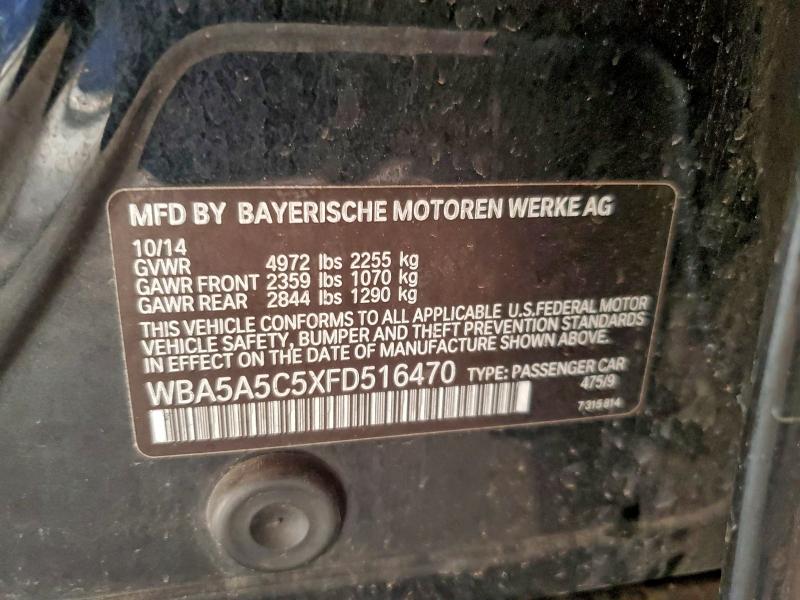 MFD BY BAYERISCHE MOTOREN WERKE AG
10/14
GVWR 4972 lbs 2255 kg
GAWR FRONT 2359 lbs 1070 kg
GAWR REAR 2844 lbs 1290 kg
THIS VEHICLE CONFORMS TO ALL APPLICABLE U.S.FEDERAL MOTOR
VEHICLE SAFETY, BUMPER AND THEFT PREVENTION STANDARDS
IN EFFECT ON THE DATE OF MANUFACTURE SHOWN ABOVE.
WBA5A5C5XFD516470 TYPE: PASSENGER CAR
475/9
7 315 814